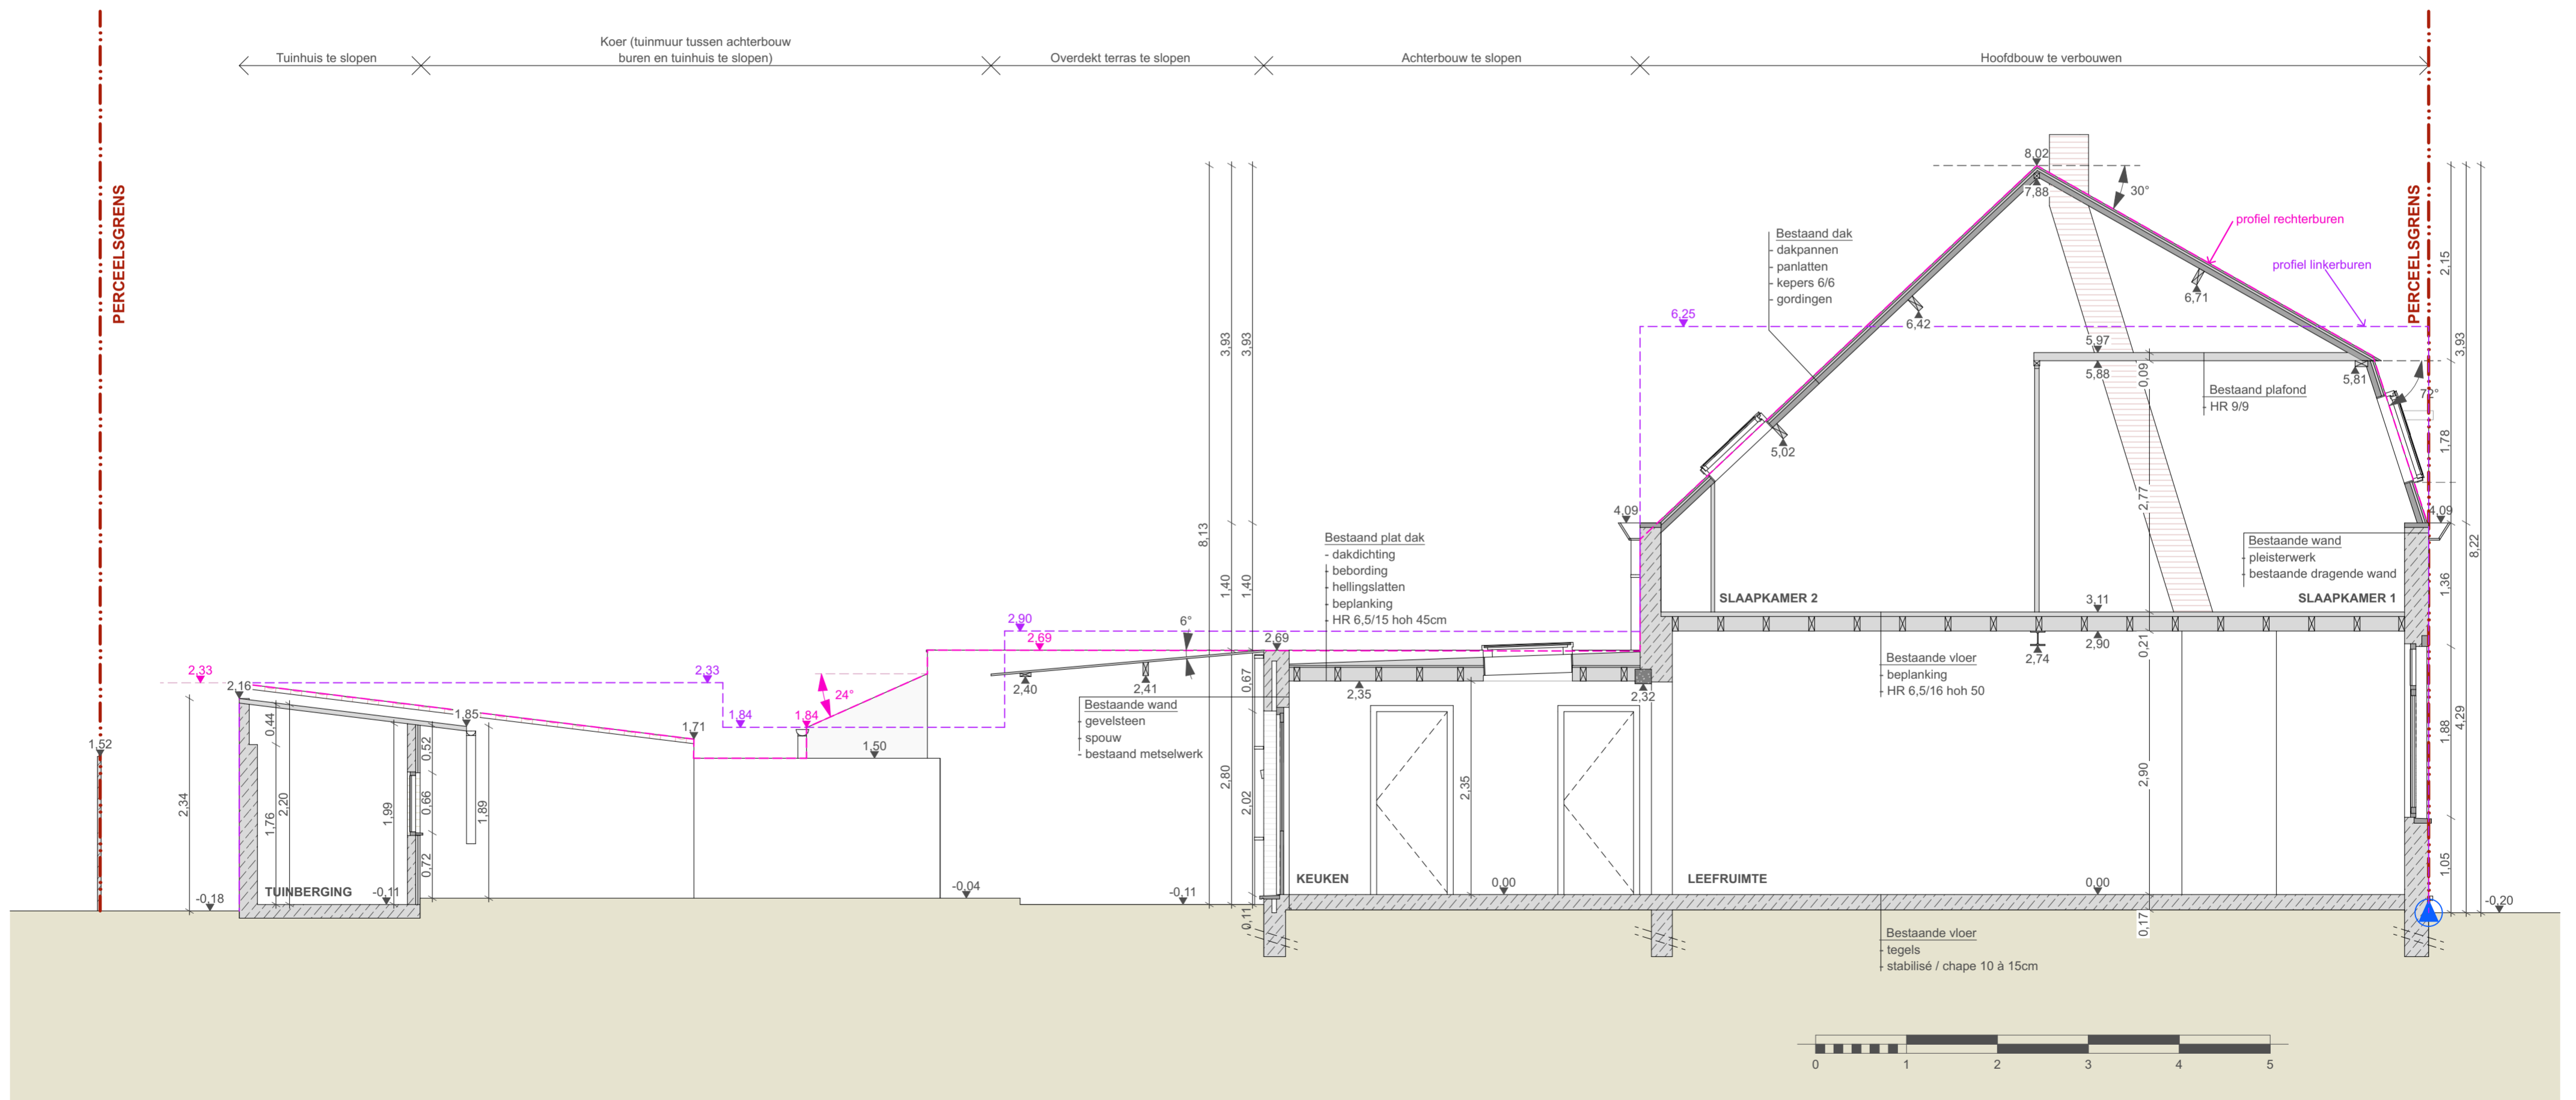 Koer (tuinmuur tussen achterbouw
Tuinhuis te slopen
buren en tuinhuis te slopen)
Overdekt terras te slopen
Achterbouw te slopen
Hoofdbouw te verbouwen
PERCEELSGRENS
PERCEELSGRENS
8,02
7,88
30°
profiel rechterburen
profiel linkerburen
Bestaand dak
- dakpannen
- panlatten
- kepers 6/6
- gordingen
6,71
6,42
6,25
5,97
5,88
0,09
5,81
72°
Bestaand plafond
- HR 9/9
5,02
2,77
2,15
3,93
1,78
4,09
4,09
8,22
1,36
3,93
3,93
8,13
1,40
1,40
Bestaand plat dak
- dakdichting
- bebording
- hellingslatten
- beplanking
- HR 6,5/15 hoh 45cm
Bestaande wand
- pleisterwerk
- bestaande dragende wand
SLAAPKAMER 2
SLAAPKAMER 1
3,11
2,90
0,21
2,74
Bestaande vloer
- beplanking
- HR 6,5/16 hoh 50
2,90
2,69
6°
2,69
2,33
2,33
2,16
1,84
1,84
24°
1,85
1,71
1,50
1,52
2,40
2,41
0,67
2,35
2,32
Bestaande wand
- gevelsteen
- spouw
- bestaand metselwerk
0,44
0,52
2,34
1,76
2,20
1,99
0,66
0,72
1,89
2,80
2,02
0,11
2,35
2,90
1,88
4,29
1,05
-0,18
TUINBERGING
-0,11
-0,04
-0,11
KEUKEN
0,00
LEEFRUIMTE
0,00
0,17
-0,20
Bestaande vloer
- tegels
- stabilisé / chape 10 à 15cm
0 1 2 3 4 5